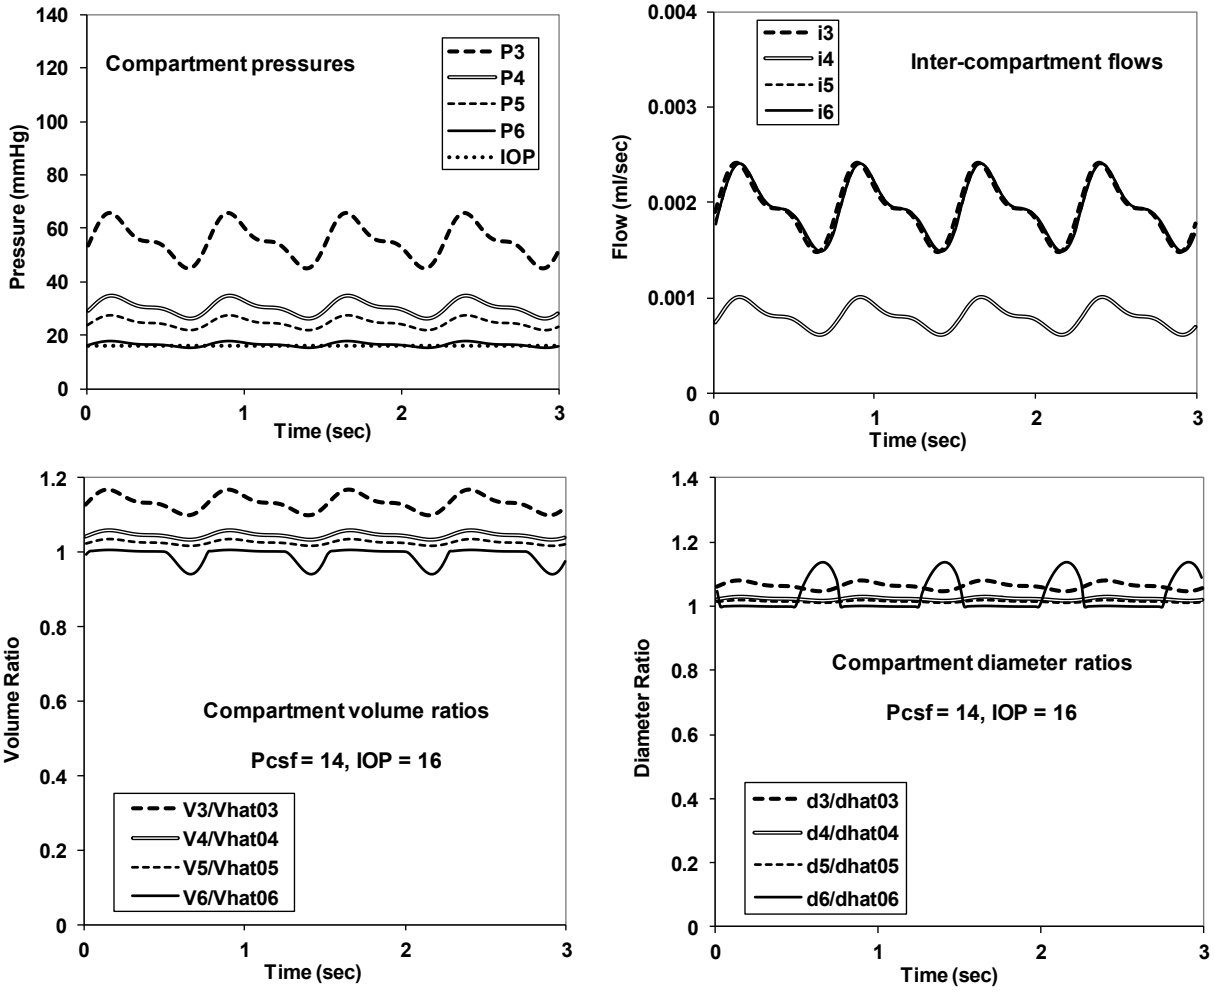 140
120
100
80
60
40
20
0
Pressure (mmHg)
Compartment pressures
P3
P4
P5
P6
IOP
0
1
2
3
Time (sec)
0.004
0.003
0.002
0.001
0
Flow (ml/sec)
i3
i4
i5
i6
Inter-compartment flows
0
1
2
3
Time (sec)
1.2
1
0.8
0.6
0.4
0.2
0
Volume Ratio
Compartment volume ratios
Pcsf = 14, IOP = 16
V3/Vhat03
V4/Vhat04
V5/Vhat05
V6/Vhat06
0
1
2
3
Time (sec)
1.4
1.2
1
0.8
0.6
0.4
0.2
0
Diameter Ratio
Compartment diameter ratios
Pcsf = 14, IOP = 16
d3/dhat03
d4/dhat04
d5/dhat05
d6/dhat06
0
1
2
3
Time (sec)